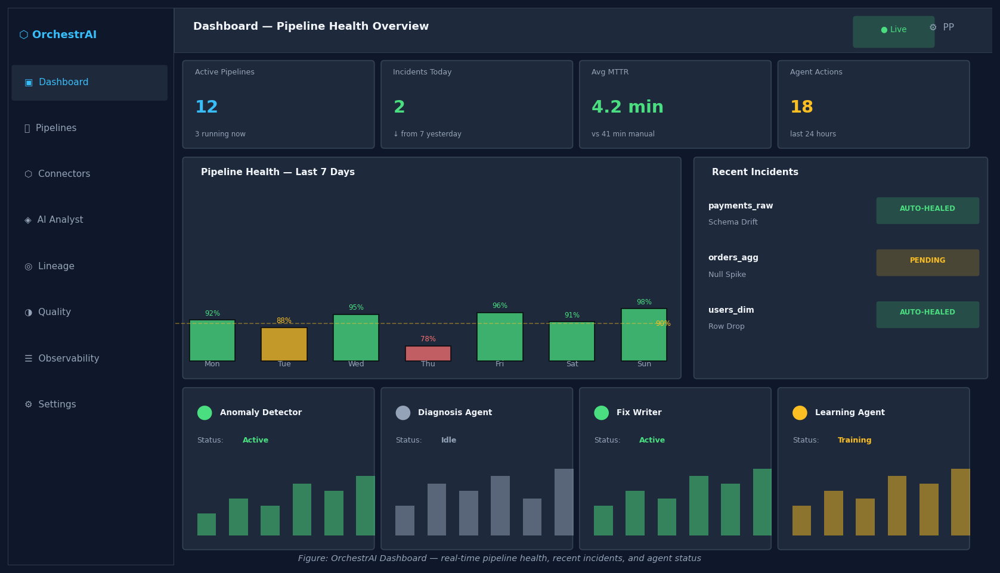 ⬡ OrchestrAI
▣ Dashboard
Pipelines
⬡ Connectors
◈ AI Analyst
◎ Lineage
◑ Quality
☰ Observability
⚙ Settings
Dashboard — Pipeline Health Overview
● Live
⚙ PP
Active Pipelines
12
3 running now
Incidents Today
2
↓ from 7 yesterday
Avg MTTR
4.2 min
vs 41 min manual
Agent Actions
18
last 24 hours
Pipeline Health — Last 7 Days
92% 88% 95% 78% 96% 91% 98%
90%
Mon Tue Wed Thu Fri Sat Sun
Recent Incidents
payments_raw
Schema Drift
AUTO-HEALED
orders_agg
Null Spike
PENDING
users_dim
Row Drop
AUTO-HEALED
Anomaly Detector
Status: Active
Diagnosis Agent
Status: Idle
Fix Writer
Status: Active
Learning Agent
Status: Training
Figure: OrchestrAI Dashboard — real-time pipeline health, recent incidents, and agent status